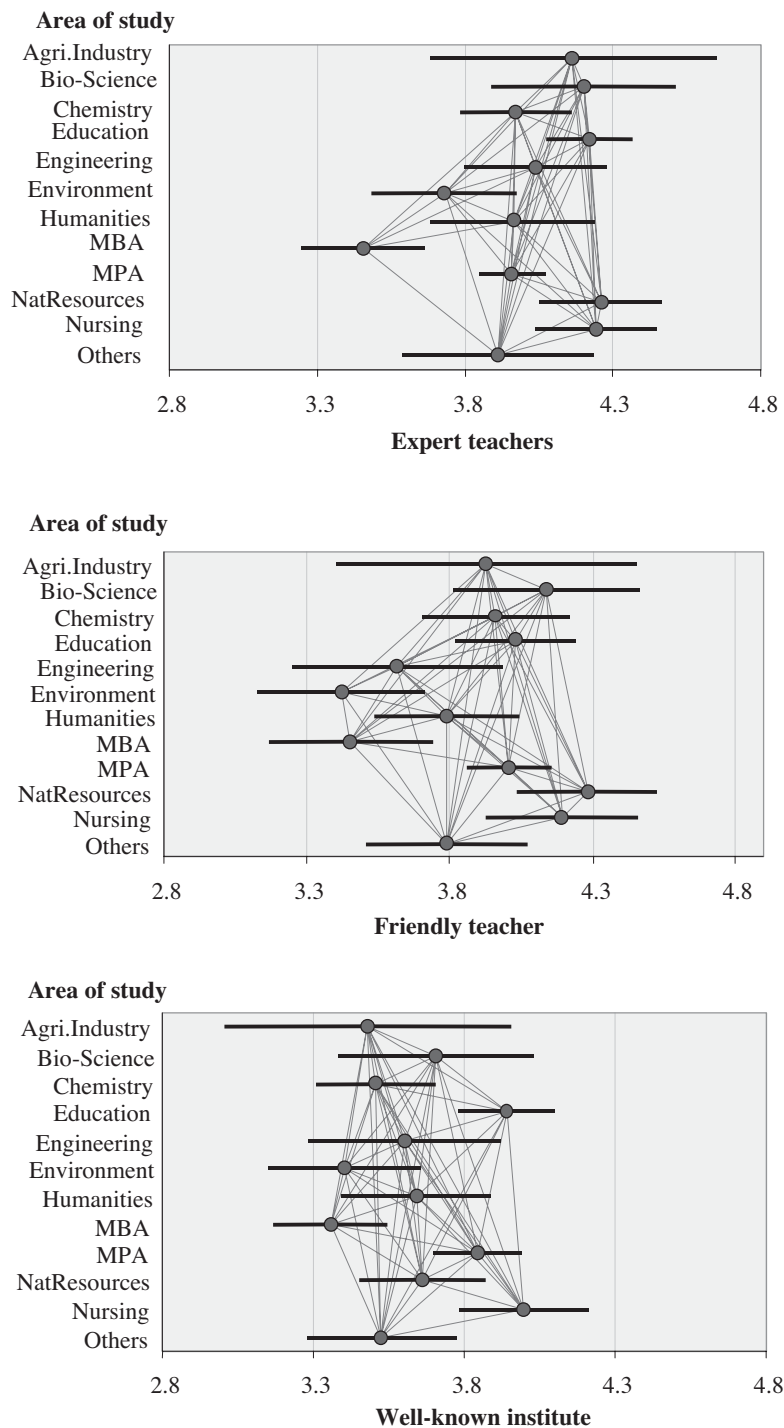 Area of study
Agri.Industry
Bio-Science
Chemistry
Education
Engineering
Environment
Humanities
MBA
MPA
NatResources
Nursing
Others
2.8 3.3 3.8 4.3 4.8
Expert teachers
Area of study
Agri.Industry
Bio-Science
Chemistry
Education
Engineering
Environment
Humanities
MBA
MPA
NatResources
Nursing
Others
2.8 3.3 3.8 4.3 4.8
Friendly teacher
Area of study
Agri.Industry
Bio-Science
Chemistry
Education
Engineering
Environment
Humanities
MBA
MPA
NatResources
Nursing
Others
2.8 3.3 3.8 4.3 4.8
Well-known institute